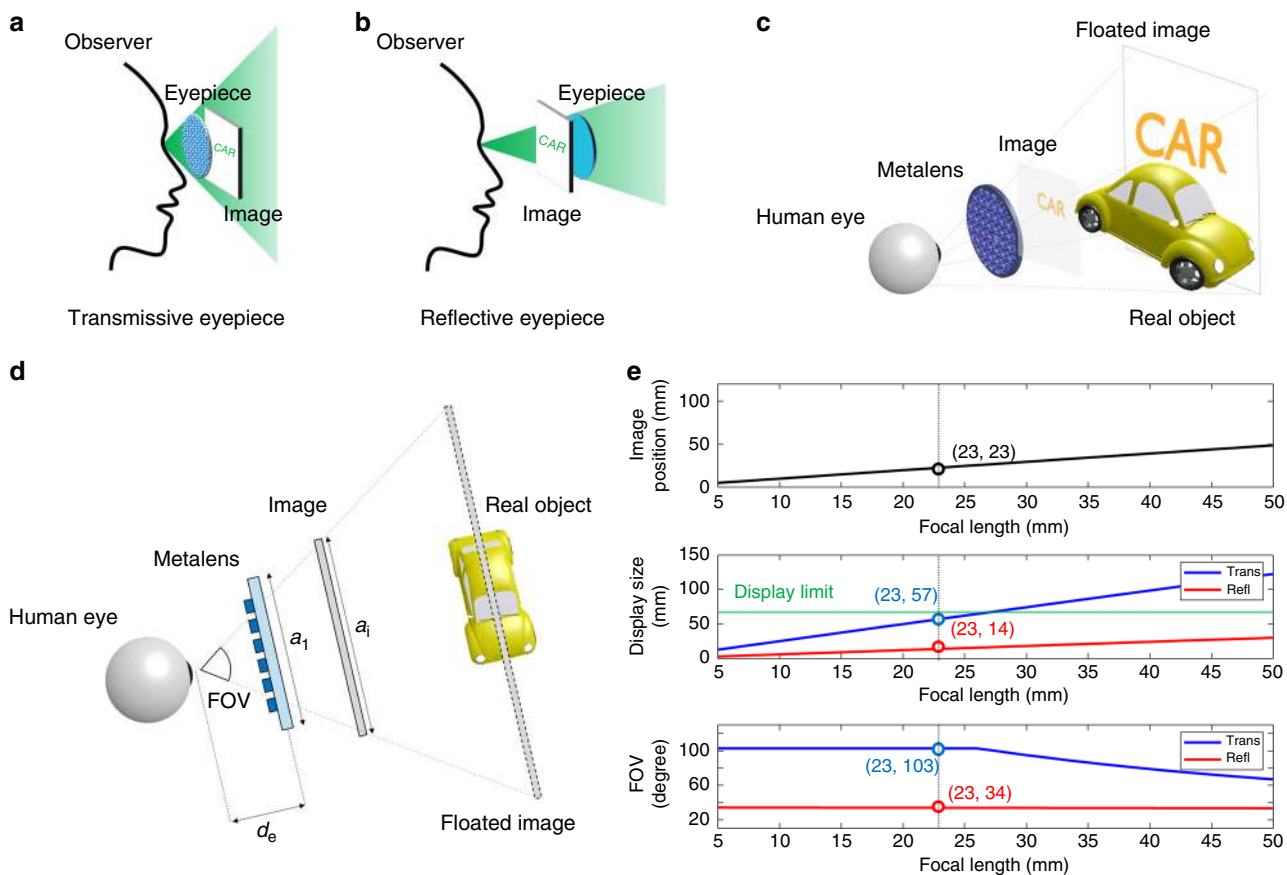 a
Observer
Eyepiece
CAR
Image
Transmissive eyepiece
b
Observer
Eyepiece
CAR
Image
Reflective eyepiece
c
Floated image
CAR
Image
Metalens
CAR
Human eye
Real object
d
Image
Real object
Metalens
Human eye
a1
ai
FOV
de
Floated image
e
Image
position (mm)
100
50
0
(23, 23)
5 10 15 22 25 30 35 40 45 50
Focal length (mm)
Display size
(mm)
150
100
50
0
Display limit
(23, 57)
(23, 14)
Trans
Refl
5 10 15 22 25 30 35 40 45 50
Focal length (mm)
FOV
(degree)
100
60
20
(23, 103)
(23, 34)
Trans
Refl
5 10 15 22 25 30 35 40 45 50
Focal length (mm)